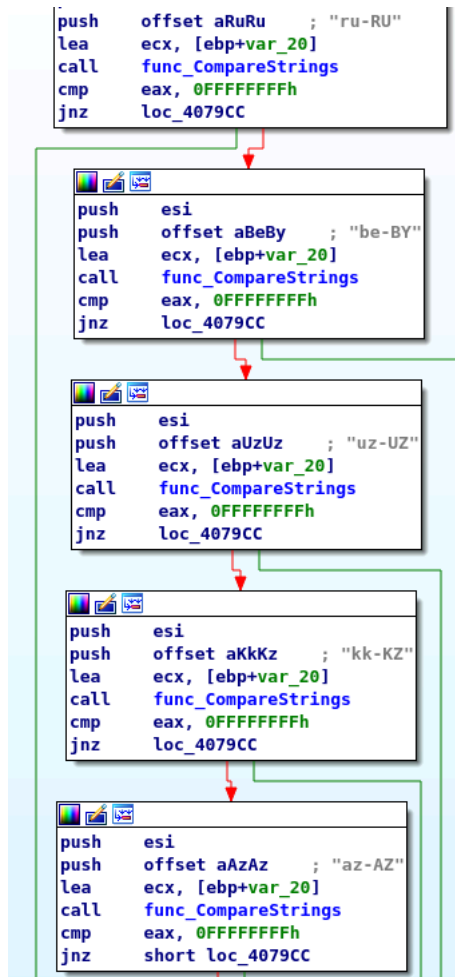 push offset aRuRu ; "ru-RU"
lea ecx, [ebp+var_20]
call func_CompareStrings
cmp eax, 0FFFFFFFFh
jnz loc_4079CC
push esi
push offset aBeBy ; "be-BY"
lea ecx, [ebp+var_20]
call func_CompareStrings
cmp eax, 0FFFFFFFFh
jnz loc_4079CC
push esi
push offset aUzUz ; "uz-UZ"
lea ecx, [ebp+var_20]
call func_CompareStrings
cmp eax, 0FFFFFFFFh
jnz loc_4079CC
push esi
push offset aKkKz ; "kk-KZ"
lea ecx, [ebp+var_20]
call func_CompareStrings
cmp eax, 0FFFFFFFFh
jnz loc_4079CC
push esi
push offset aAzAz ; "az-AZ"
lea ecx, [ebp+var_20]
call func_CompareStrings
cmp eax, 0FFFFFFFFh
jnz short loc_4079CC